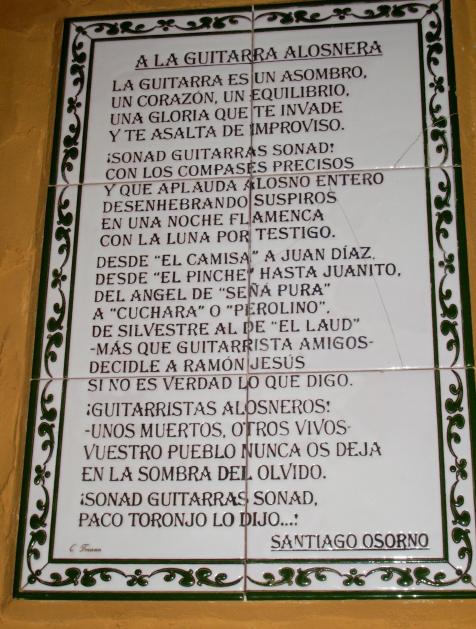 A LA GUITARRA ALOSNERA
LA GUITARRA ES UN ASOMBRO,
UN CORAZÓN, UN EQUILIBRIO,
UNA GLORIA QUE TE INVADE
Y TE ASALTA DE IMPROVISO.
¡SONAD GUITARRAS SONAD!
CON LOS COMPASES PRECISOS
Y QUE APLAUDA ALOSNO ENTERO
DESENHEBRANDO SUSPIROS
EN UNA NOCHE FLAMENCA
CON LA LUNA POR TESTIGO.
DESDE "EL CAMISA" A JUAN DÍAZ,
DESDE "EL PINCHE" HASTA JUANITO,
DEL ANGEL DE "SEÑA PURA"
A "CUCHARA" O "PEROLINO",
DE SILVESTRE AL DE "EL LAUD"
-MÁS QUE GUITARRISTA AMIGOS-
DECIDLE A RAMÓN JESÚS
SI NO ES VERDAD LO QUE DIGO.
¡GUITARRISTAS ALOSNEROS!
-UNOS MUERTOS, OTROS VIVOS-
VUESTRO PUEBLO NUNCA OS DEJA
EN LA SOMBRA DEL OLVIDO.
¡SONAD GUITARRAS SONAD,
PACO TORONJO LO DIJO...!
SANTIAGO OSORNO